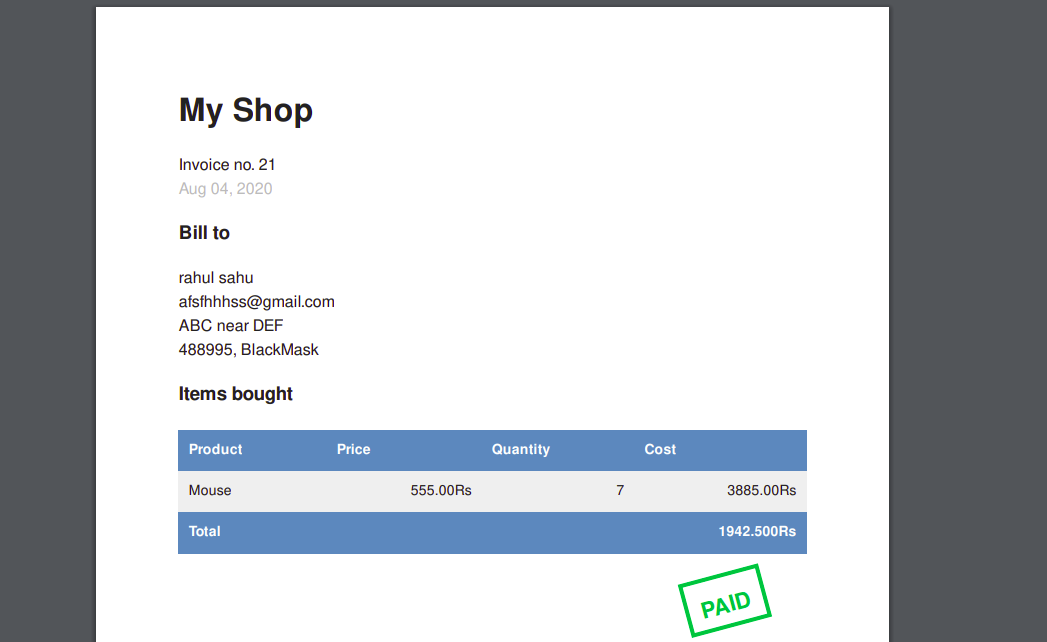 My Shop
Invoice no. 21
Aug 04, 2020
Bill to
rahul sahu
afsfhhhss@gmail.com
ABC near DEF
488995, BlackMask
Items bought
Product Price Quantity Cost
Mouse 555.00Rs 7 3885.00Rs
Total 1942.500Rs
PAID